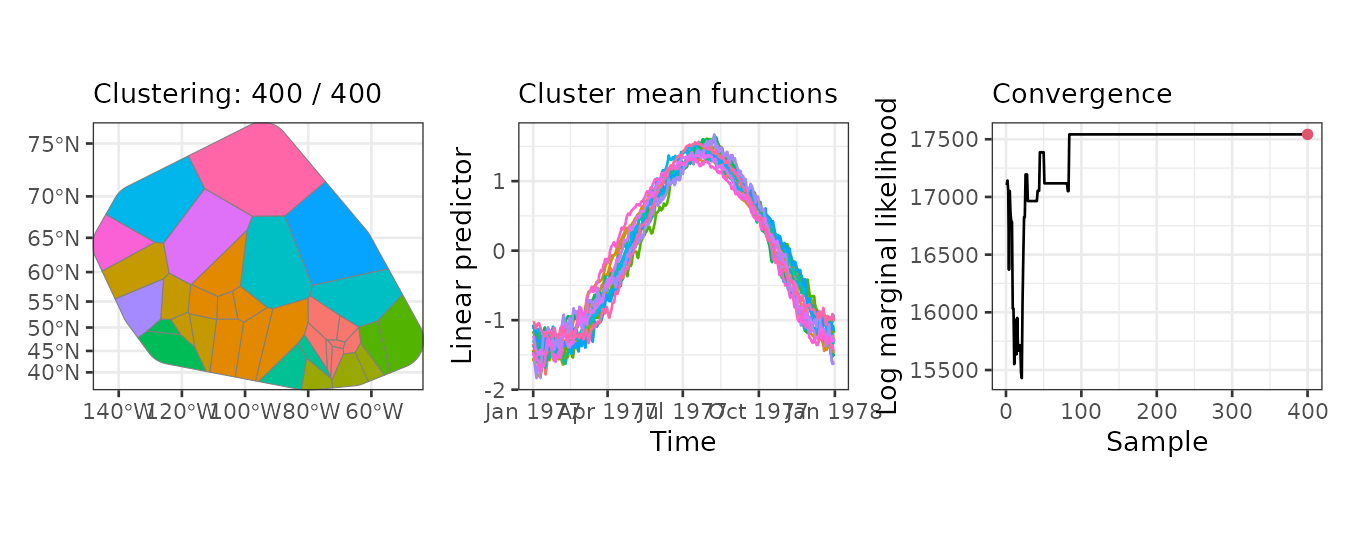 Clustering: 400 / 400
75°N
70°N
65°N
60°N
55°N
50°N
45°N
40°N
140°W
120°W
100°W
80°W
60°W
Cluster mean functions
Linear predictor
1
0
-1
-2
Jan 1977
Apr 1977
Jul 1977
Oct 1977
Jan 1978
Time
Convergence
Log marginal likelihood
17500
17000
16500
16000
15500
0
100
200
300
400
Sample